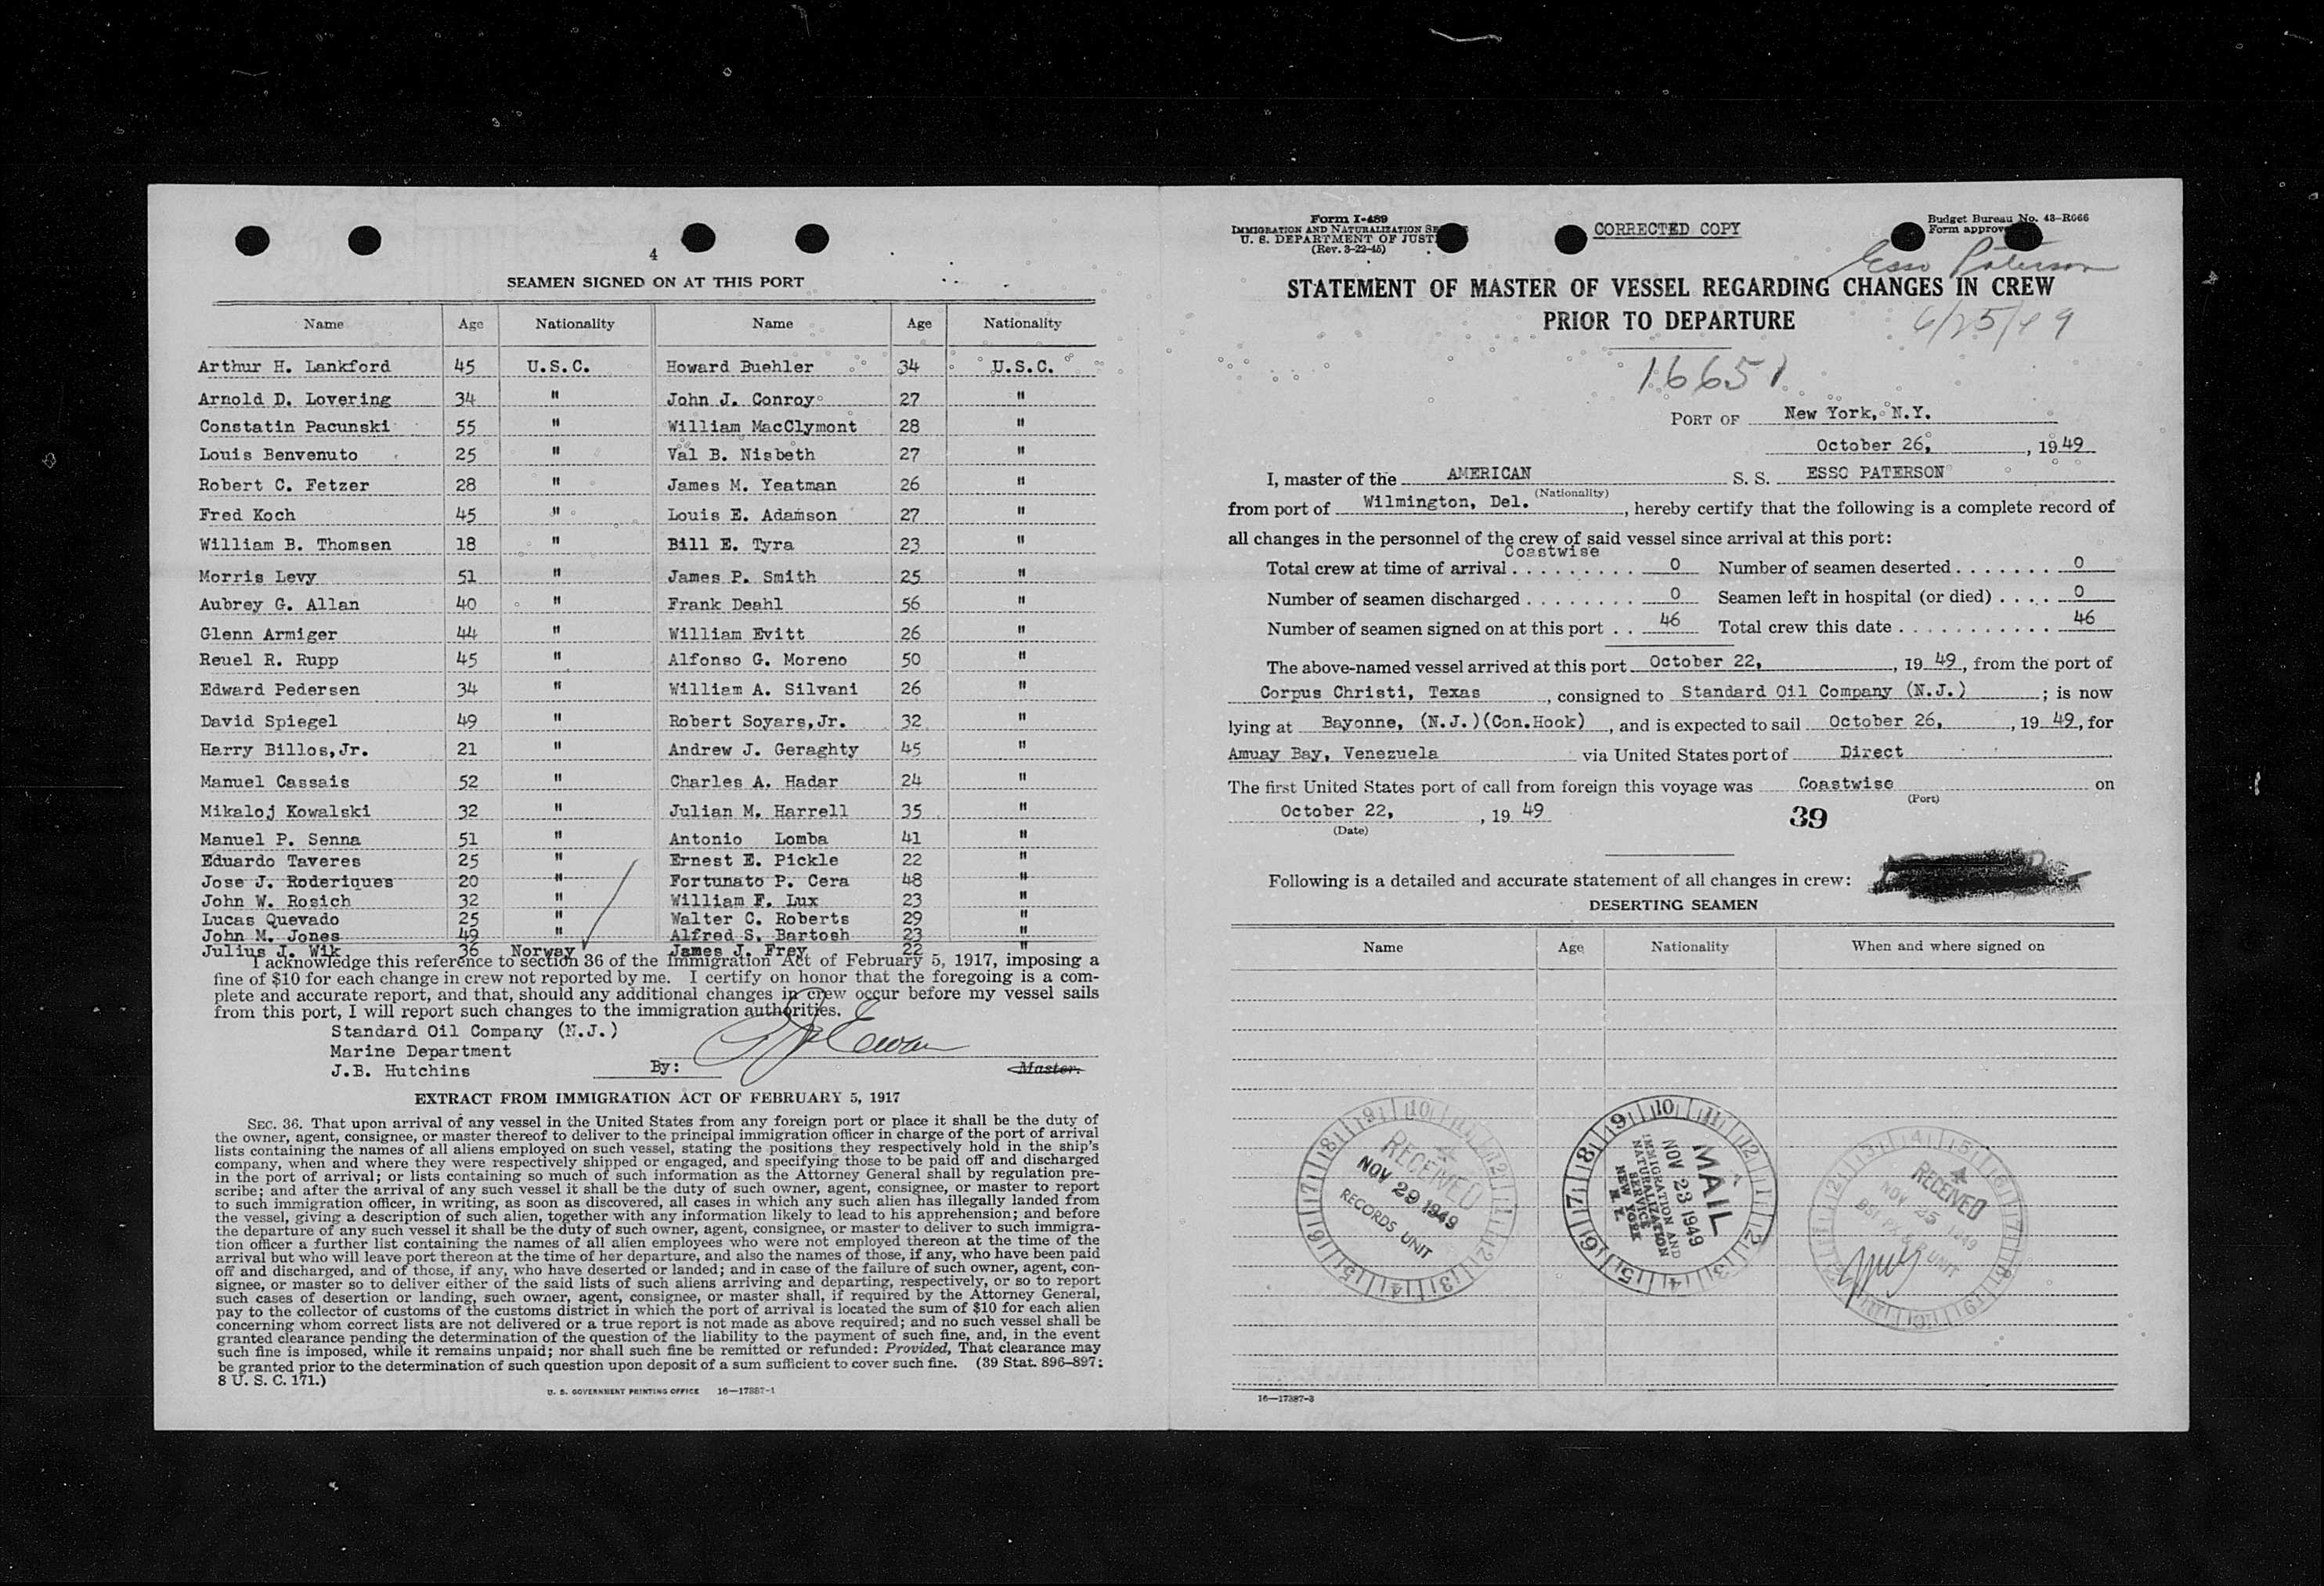 4
SEAMEN SIGNED ON AT THIS PORT
Name Age Nationality Name Age Nationality
Arthur H. Lankford 45 U.S.C. Howard Buehler 34 U.S.C.
Arnold D. Lovering 34 " John J. Conroy 27 "
Constatin Pacunski 55 " William MacClymont 28 "
Louis Benvenuto 25 " Val B. Nisbeth 27 "
Robert C. Fetzer 28 " James M. Yeatman 26 "
Fred Koch 45 " Louis E. Adamson 27 "
William B. Thomsen 18 " Bill E. Tyra 23 "
Morris Levy 51 " James P. Smith 25 "
Aubrey G. Allan 40 " Frank Deahl 56 "
Glenn Armiger 44 " William Evitt 26 "
Reuel R. Rupp 45 " Alfonso G. Moreno 50 "
Edward Pedersen 34 " William A. Silvani 26 "
David Spiegel 49 " Robert Soyars,Jr. 32 "
Harry Billos,Jr. 21 " Andrew J. Geraghty 45 "
Manuel Cassais 52 " Charles A. Hadar 24 "
Mikaloj Kowalski 32 " Julian M. Harrell 35 "
Manuel P. Senna 51 " Antonio Lomba 41 "
Eduardo Taveres 25 " Ernest E. Pickle 22 "
Jose J. Roderiques 20 " Fortunato P. Cera 48 "
John W. Rosich 32 " William F. Lux 23 "
Lucas Quevado 25 " Walter C. Roberts 29 "
John M. Jones 49 " Alfred S. Bartosh 23 "
Julius J. Wik 36 Norway James J. Frey 22 "
I acknowledge this reference to section 36 of the Immigration Act of February 5, 1917, imposing a
fine of $10 for each change in crew not reported by me. I certify on honor that the foregoing is a com-
plete and accurate report, and that, should any additional changes in crew occur before my vessel sails
from this port, I will report such changes to the immigration authorities.
Standard Oil Company (N.J.)
Marine Department
J.B. Hutchins By: Master.
EXTRACT FROM IMMIGRATION ACT OF FEBRUARY 5, 1917
SEC. 36. That upon arrival of any vessel in the United States from any foreign port or place it shall be the duty of
the owner, agent, consignee, or master thereof to deliver to the principal immigration officer in charge of the port of arrival
lists containing the names of all aliens employed on such vessel, stating the positions they respectively hold in the ship's
company, when and where they were respectively shipped or engaged, and specifying those to be paid off and discharged
in the port of arrival; or lists containing so much of such information as the Attorney General shall by regulation pre-
scribe; and after the arrival of any such vessel it shall be the duty of such owner, agent, consignee, or master to report
to such immigration officer, in writing, as soon as discovered, all cases in which any such alien has illegally landed from
the vessel, giving a description of such alien, together with any information likely to lead to his apprehension; and before
the departure of any such vessel it shall be the duty of such owner, agent, consignee, or master to deliver to such immigra-
tion officer a further list containing the names of all alien employees who were not employed thereon at the time of the
arrival but who will leave port thereon at the time of her departure, and also the names of those, if any, who have been paid
off and discharged, and of those, if any, who have deserted or landed; and in case of the failure of such owner, agent, con-
signee, or master so to deliver either of the said lists of such aliens arriving and departing, respectively, or so to report
such cases of desertion or landing, such owner, agent, consignee, or master shall, if required by the Attorney General,
pay to the collector of customs of the customs district in which the port of arrival is located the sum of $10 for each alien
concerning whom correct lists are not delivered or a true report is not made as above required; and no such vessel shall be
granted clearance pending the determination of the question of the liability to the payment of such fine, and, in the event
such fine is imposed, while it remains unpaid; nor shall such fine be remitted or refunded: Provided, That clearance may
be granted prior to the determination of such question upon deposit of a sum sufficient to cover such fine. (39 Stat. 896–897;
8 U. S. C. 171.)
U. S. GOVERNMENT PRINTING OFFICE 16—17387-1
Form I-489
IMMIGRATION AND NATURALIZATION SE
U. S. DEPARTMENT OF JUST
(Rev. 3-22-45)
CORRECTED COPY
Budget Bureau No. 43-R066
Form approve
Esso Paterson
STATEMENT OF MASTER OF VESSEL REGARDING CHANGES IN CREW
PRIOR TO DEPARTURE
6/25/49
16651
PORT OF New York, N.Y.
October 26, , 19 49
I, master of the AMERICAN S. S. ESSO PATERSON
(Nationality)
from port of Wilmington, Del. , hereby certify that the following is a complete record of
all changes in the personnel of the crew of said vessel since arrival at this port:
Coastwise
Total crew at time of arrival . . . . . . . . . 0 Number of seamen deserted . . . . . . . 0
Number of seamen discharged . . . . . . . . 0 Seamen left in hospital (or died) . . . . 0
Number of seamen signed on at this port . . 46 Total crew this date . . . . . . . . . . . . 46
The above-named vessel arrived at this port October 22, , 19 49, from the port of
Corpus Christi, Texas , consigned to Standard Oil Company (N.J.) ; is now
lying at Bayonne, (N.J.)(Con.Hook) , and is expected to sail October 26, , 19 49, for
Amuay Bay, Venezuela via United States port of Direct .
The first United States port of call from foreign this voyage was Coastwise on
(Port)
October 22, , 19 49
(Date)
39
Following is a detailed and accurate statement of all changes in crew:
DESERTING SEAMEN
Name Age Nationality When and where signed on
RECEIVED
NOV 29 1949
RECORDS UNIT
MAIL
NOV 23 1949
IMMIGRATION AND
NATURALIZATION
SERVICE
NEW YORK
N. Y.
RECEIVED
NOV 25 1949
UNIT
16—17387-3